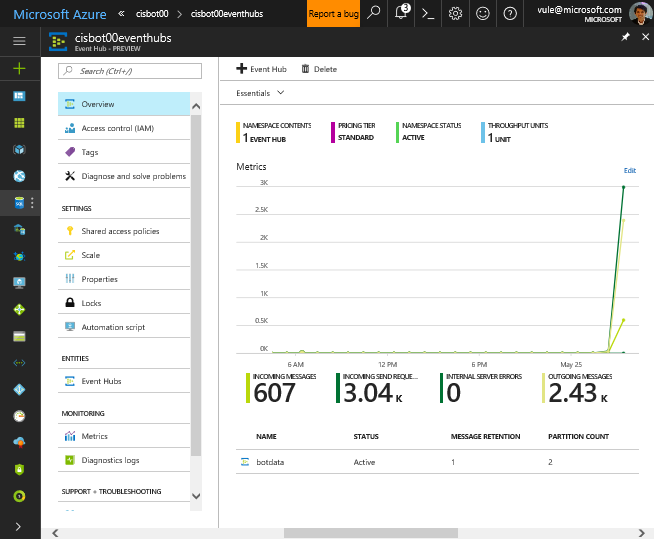 Microsoft Azure « cisbot00 > cisbot00eventhubs Report a bug 3 vule@microsoft.com
MICROSOFT
cisbot00eventhubs
Event Hub - PREVIEW
Search (Ctrl+/)
Overview
Access control (IAM)
Tags
Diagnose and solve problems
SETTINGS
Shared access policies
Scale
Properties
Locks
Automation script
ENTITIES
Event Hubs
MONITORING
Metrics
Diagnostics logs
SUPPORT + TROUBLESHOOTING
Event Hub Delete
Essentials
NAMESPACE CONTENTS
1 EVENT HUB
PRICING TIER
STANDARD
NAMESPACE STATUS
ACTIVE
THROUGHPUT UNITS
1 UNIT
Metrics Edit
3K
2.5K
2K
1.5K
1K
0.5K
0K
6 AM 12 PM 6 PM May 25
INCOMING MESSAGES
607
INCOMING SEND REQUE...
3.04 K
INTERNAL SERVER ERRORS
0
OUTGOING MESSAGES
2.43 K
NAME STATUS MESSAGE RETENTION PARTITION COUNT
botdata Active 1 2